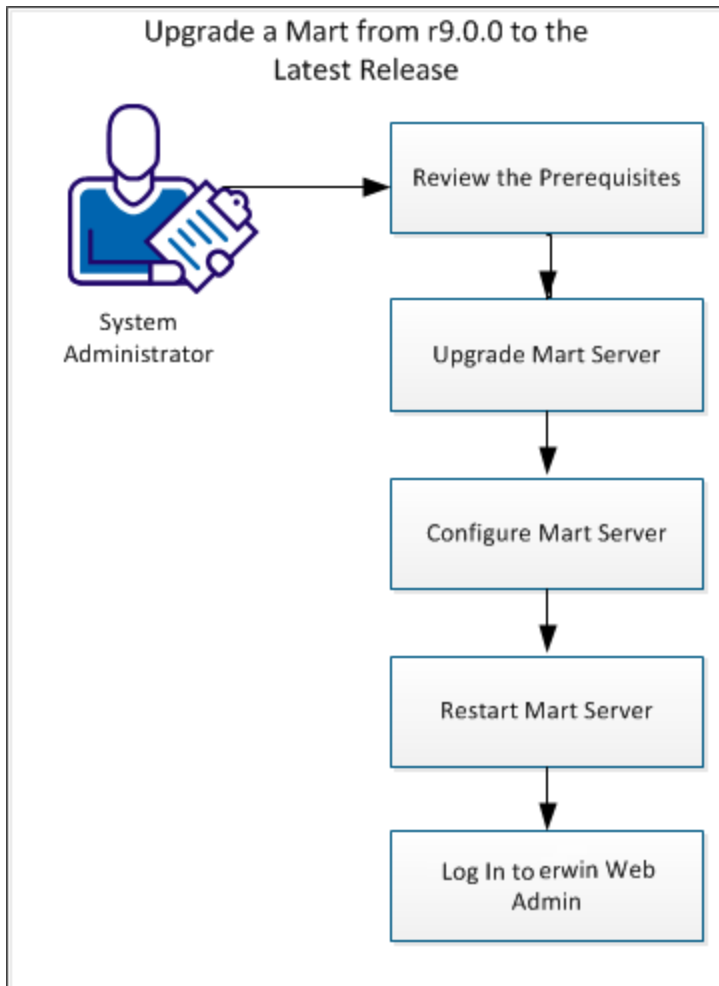 Upgrade a Mart from r9.0.0 to the
Latest Release
Review the Prerequisites
System
Administrator
Upgrade Mart Server
Configure Mart Server
Restart Mart Server
Log In to erwin Web
Admin